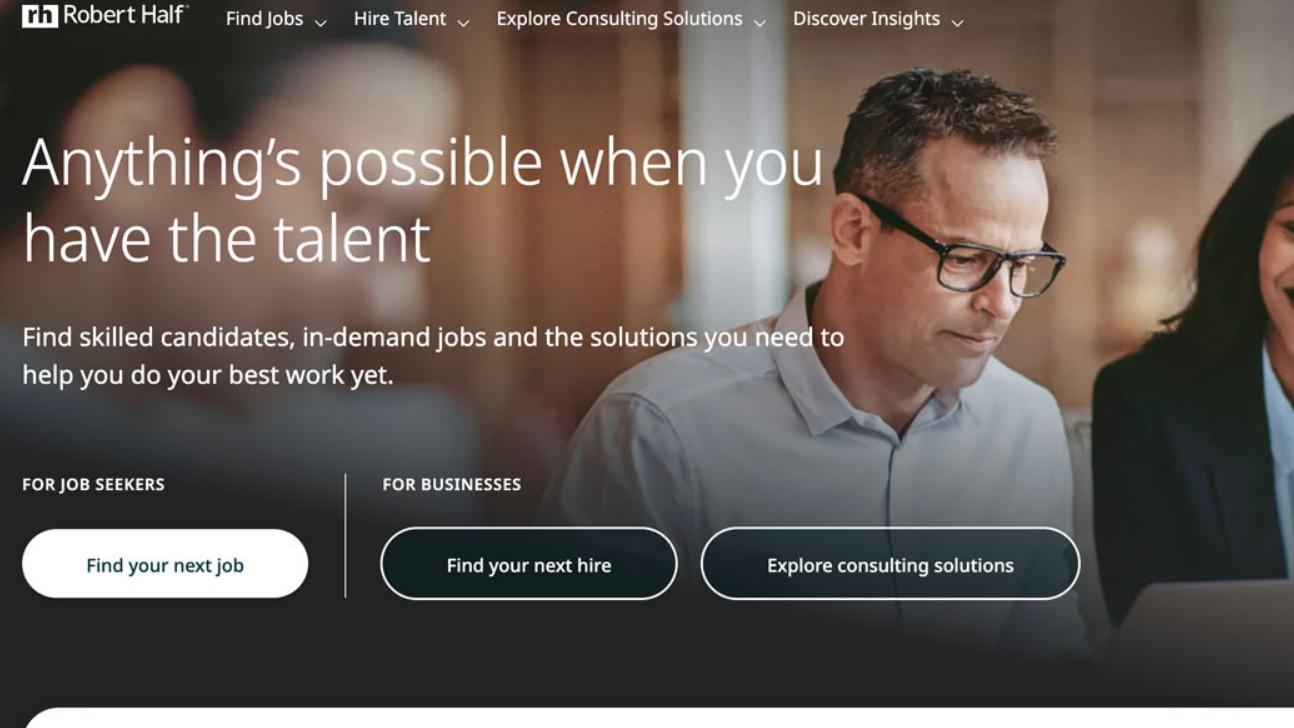 rh Robert Half®
Find Jobs
Hire Talent
Explore Consulting Solutions
Discover Insights
Anything's possible when you
have the talent
Find skilled candidates, in-demand jobs and the solutions you need to
help you do your best work yet.
FOR JOB SEEKERS
Find your next job
FOR BUSINESSES
Find your next hire
Explore consulting solutions